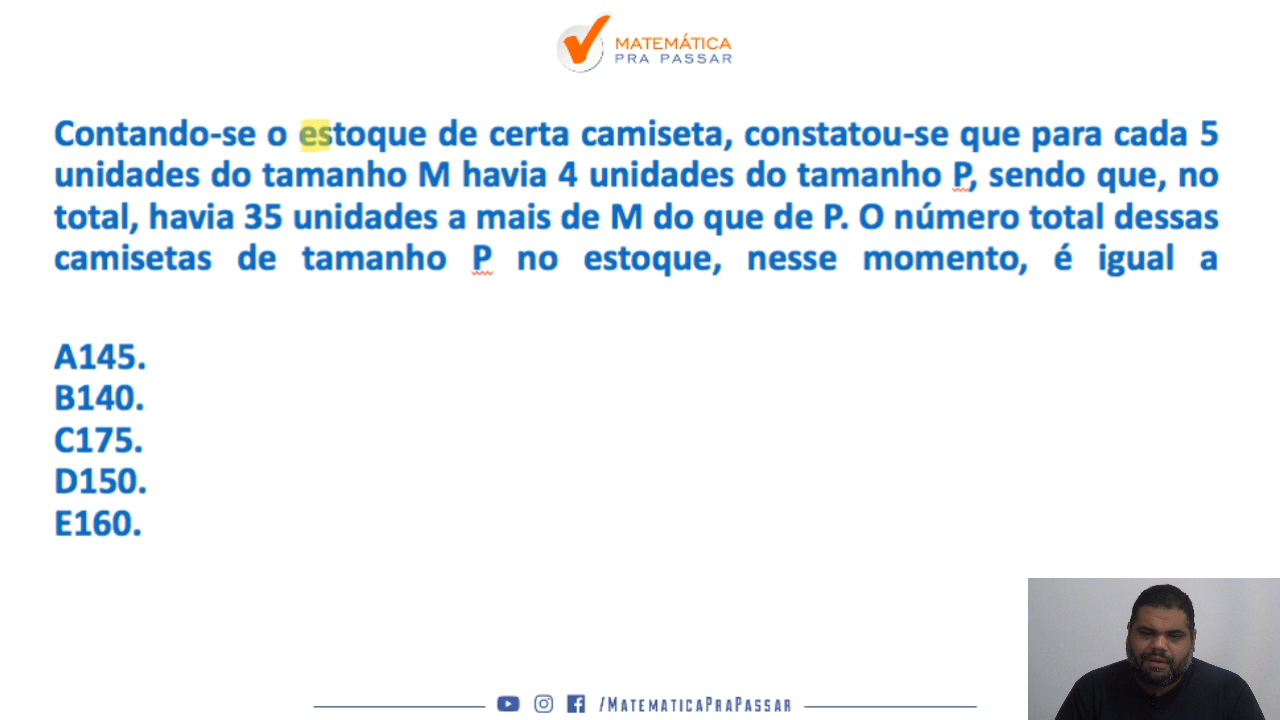 MATEMÁTICA
PRA PASSAR
Contando-se o estoque de certa camiseta, constatou-se que para cada 5
unidades do tamanho M havia 4 unidades do tamanho P, sendo que, no
total, havia 35 unidades a mais de M do que de P. O número total dessas
camisetas de tamanho P no estoque, nesse momento, é igual a
A145.
B140.
C175.
D150.
E160.
/MATEMATICAPRAPASSAR